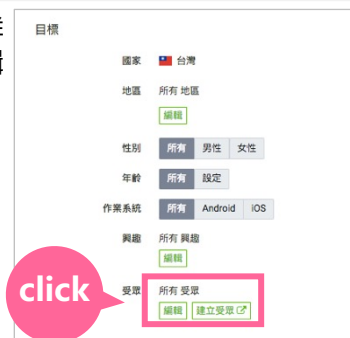 目標
國家 台灣
地區 所有 地區
編輯
性別 所有 男性 女性
年齡 所有 設定
作業系統 所有 Android iOS
興趣 所有 興趣
編輯
受眾 所有 受眾
編輯 建立受眾
click